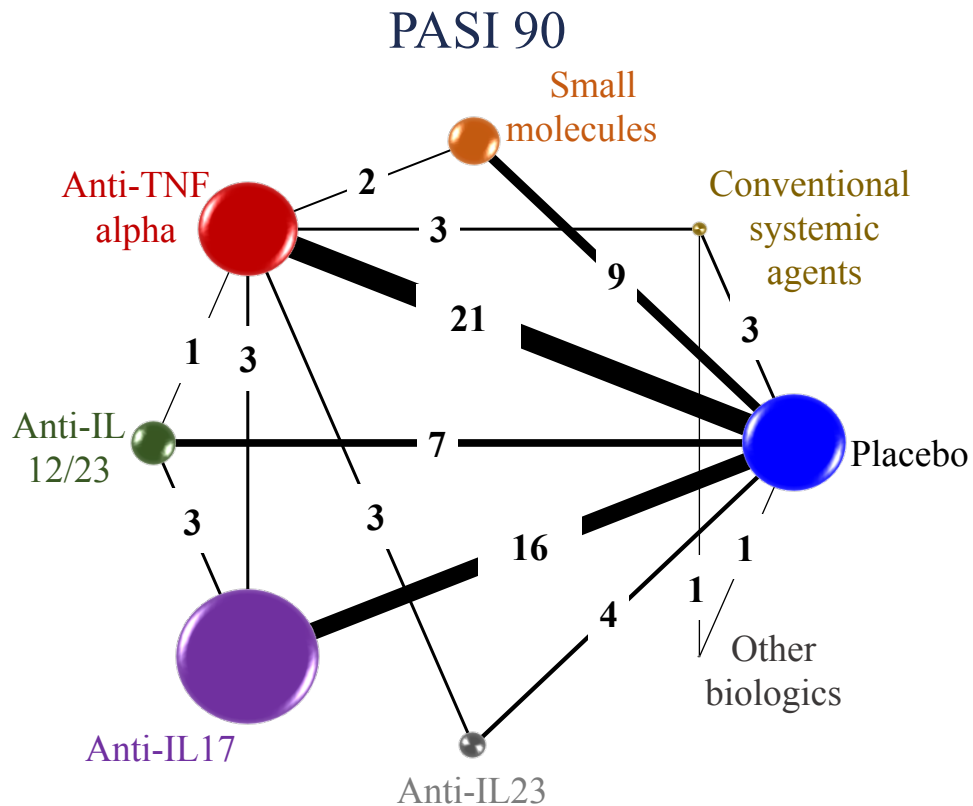 PASI 90
Small
molecules
Anti-TNF
alpha
2
Conventional
systemic
agents
3
9
21
3
1
3
Anti-IL
12/23
7
Placebo
3
3
16
1
1
4
Other
biologics
Anti-IL17
Anti-IL23